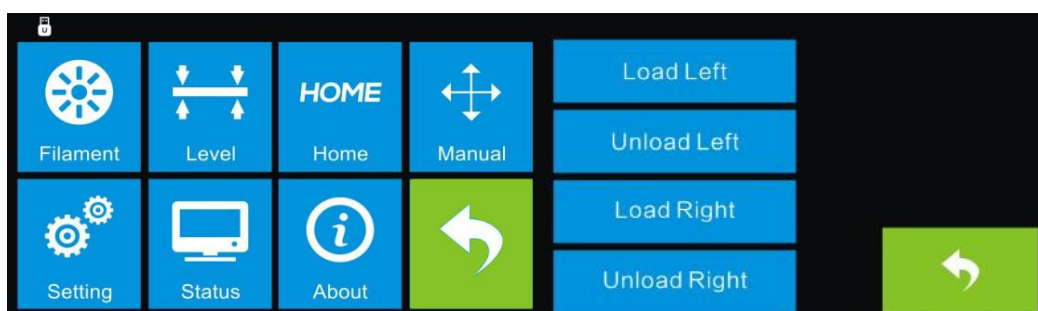 U
HOME
Filament
Level
Home
Manual
Setting
Status
i
About
Load Left
Unload Left
Load Right
Unload Right